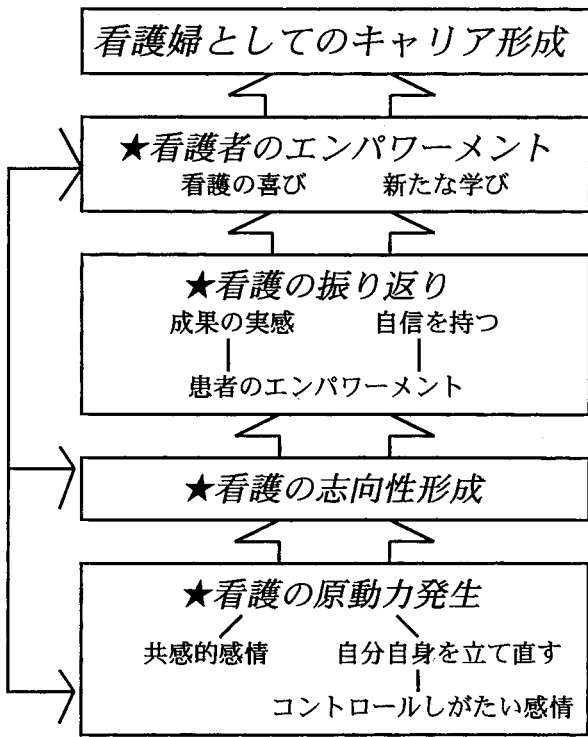 看護婦としてのキャリア形成
★看護者のエンパワーメント
看護の喜び 新たな学び
★看護の振り返り
成果の実感 自信を持つ
患者のエンパワーメント
★看護の志向性形成
★看護の原動力発生
共感的感情 自分自身を立て直す
コントロールしがたい感情